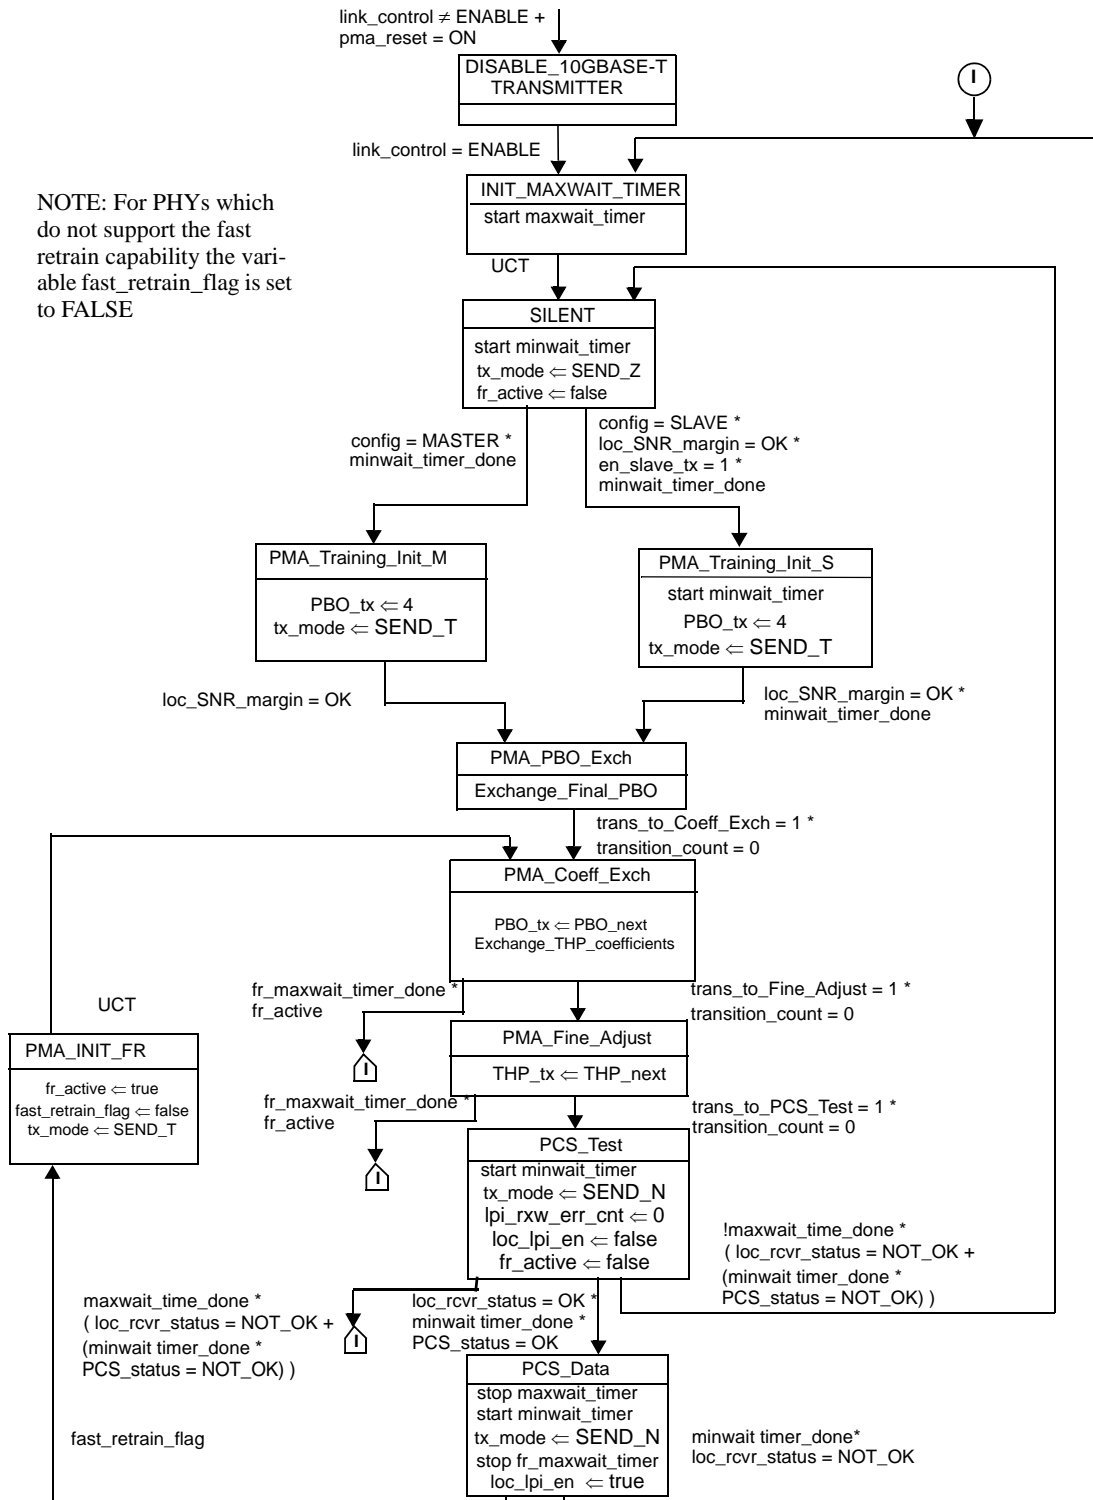 link_control ≠ ENABLE +
pma_reset = ON
DISABLE_10GBASE-T
TRANSMITTER
I
link_control = ENABLE
INIT_MAXWAIT_TIMER
start maxwait_timer
NOTE: For PHYs which
do not support the fast
retrain capability the vari-
able fast_retrain_flag is set
to FALSE
UCT
SILENT
start minwait_timer
tx_mode ⇐ SEND_Z
fr_active ⇐ false
config = MASTER *
minwait_timer_done
config = SLAVE *
loc_SNR_margin = OK *
en_slave_tx = 1 *
minwait_timer_done
PMA_Training_Init_M
PBO_tx ⇐ 4
tx_mode ⇐ SEND_T
PMA_Training_Init_S
start minwait_timer
PBO_tx ⇐ 4
tx_mode ⇐ SEND_T
loc_SNR_margin = OK
loc_SNR_margin = OK *
minwait_timer_done
PMA_PBO_Exch
Exchange_Final_PBO
trans_to_Coeff_Exch = 1 *
transition_count = 0
PMA_Coeff_Exch
PBO_tx ⇐ PBO_next
Exchange_THP_coefficients
UCT
fr_maxwait_timer_done *
fr_active
I
trans_to_Fine_Adjust = 1 *
transition_count = 0
PMA_INIT_FR
fr_active ⇐ true
fast_retrain_flag ⇐ false
tx_mode ⇐ SEND_T
PMA_Fine_Adjust
THP_tx ⇐ THP_next
fr_maxwait_timer_done *
fr_active
I
trans_to_PCS_Test = 1 *
transition_count = 0
PCS_Test
start minwait_timer
tx_mode ⇐ SEND_N
lpi_rxw_err_cnt ⇐ 0
loc_lpi_en ⇐ false
fr_active ⇐ false
!maxwait_time_done *
( loc_rcvr_status = NOT_OK +
(minwait timer_done *
PCS_status = NOT_OK) )
maxwait_time_done *
( loc_rcvr_status = NOT_OK +
(minwait timer_done *
PCS_status = NOT_OK) )
I
loc_rcvr_status = OK *
minwait timer_done *
PCS_status = OK
PCS_Data
stop maxwait_timer
start minwait_timer
tx_mode ⇐ SEND_N
stop fr_maxwait_timer
loc_lpi_en ⇐ true
fast_retrain_flag
minwait timer_done*
loc_rcvr_status = NOT_OK